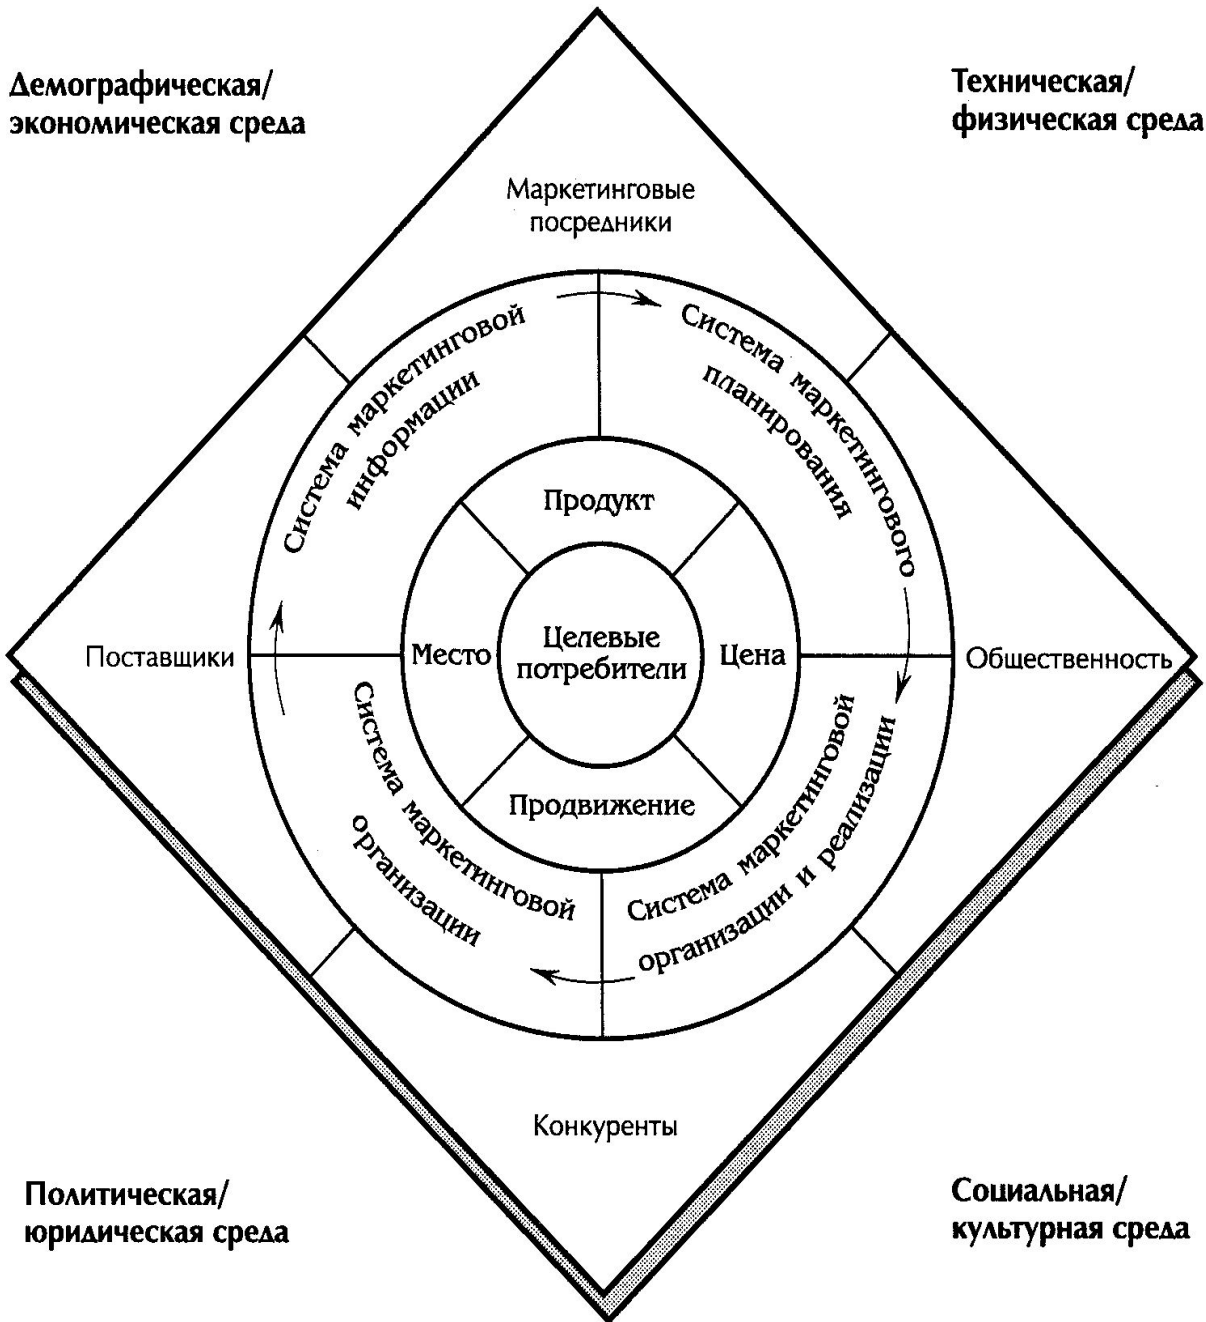 Демографическая/
экономическая среда
Техническая/
физическая среда
Маркетинговые
посредники
Система маркетинговой
информации
Система маркетингового
планирования
Продукт
Поставщики
Место
Целевые
потребители
Цена
Общественность
Продвижение
Система маркетинговой
организации
Система маркетинговой
организации и реализации
Конкуренты
Политическая/
юридическая среда
Социальная/
культурная среда